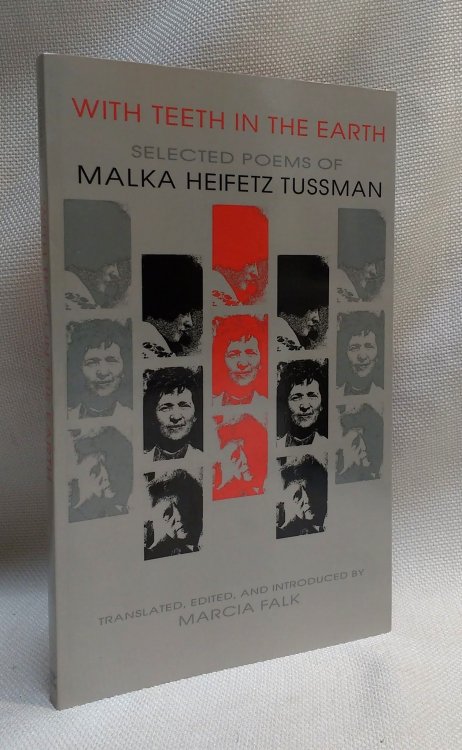 WITH TEETH IN THE EARTH
SELECTED POEMS OF
MALKA HEIFETZ TUSSMAN
TRANSLATED, EDITED, AND INTRODUCED BY
MARCIA FALK